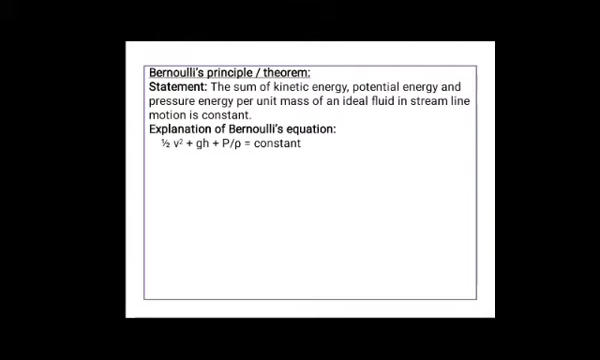 Bernoulli's principle / theorem:
Statement: The sum of kinetic energy, potential energy and
pressure energy per unit mass of an ideal fluid in stream line
motion is constant.
Explanation of Bernoulli's equation:
½ v² + gh + P/ρ = constant